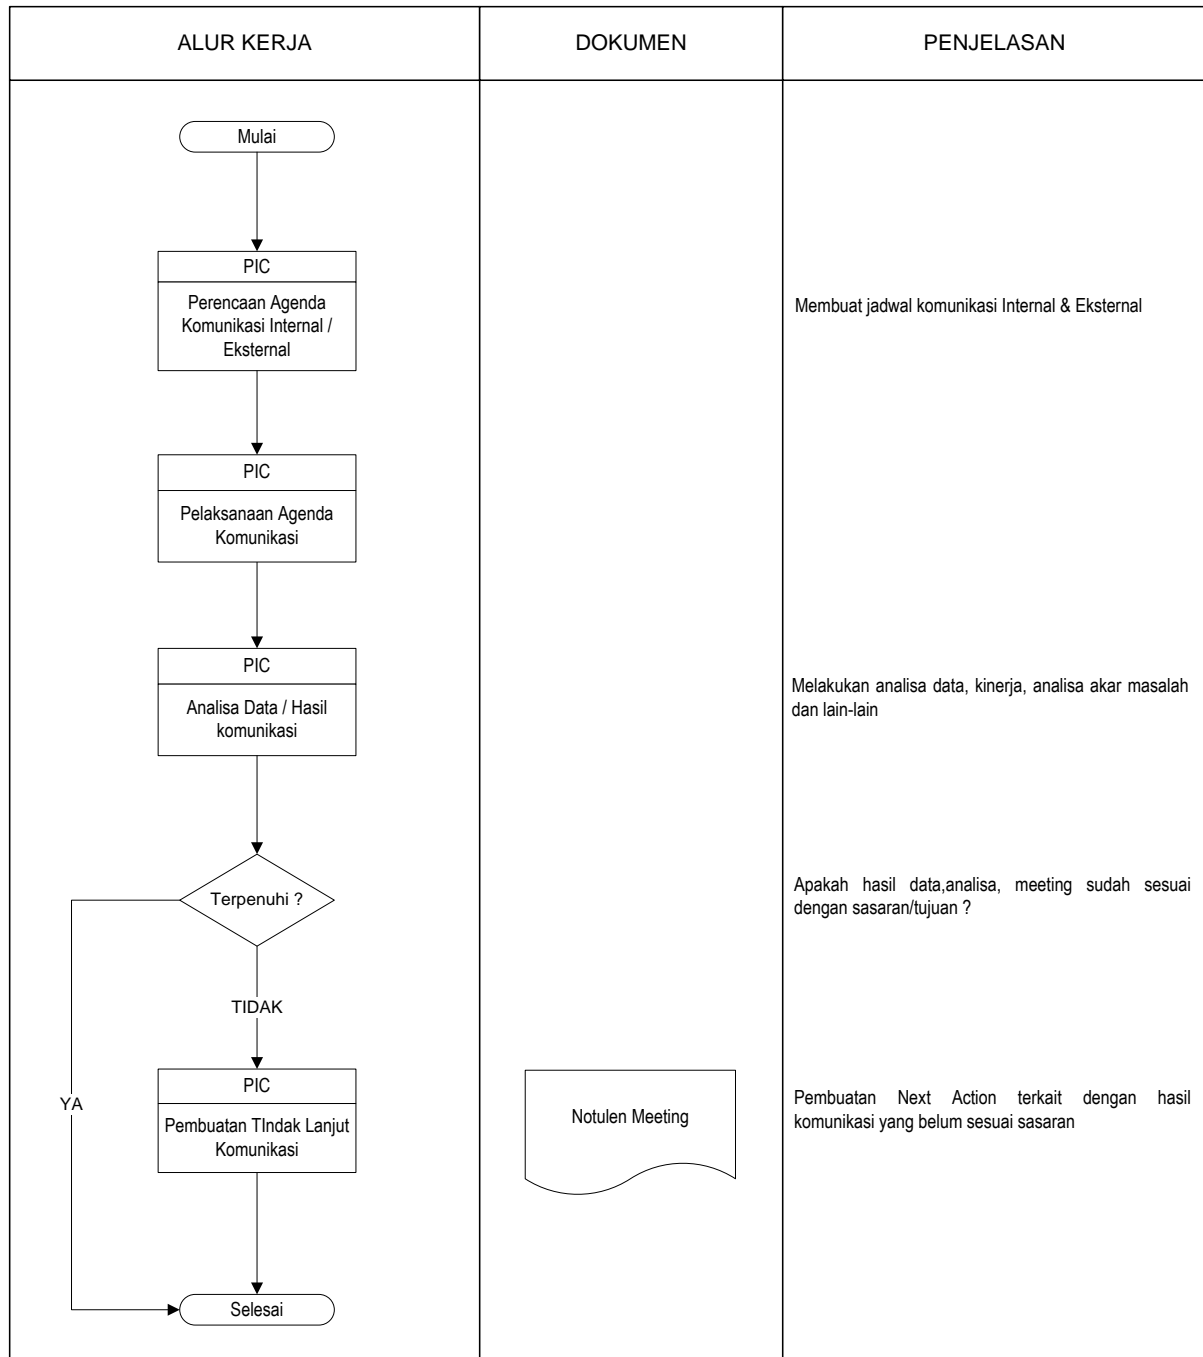 ALUR KERJA
DOKUMEN
PENJELASAN
Mulai
PIC
Perencaan Agenda
Komunikasi Internal /
Eksternal
Membuat jadwal komunikasi Internal & Eksternal
PIC
Pelaksanaan Agenda
Komunikasi
PIC
Analisa Data / Hasil
komunikasi
Melakukan analisa data, kinerja, analisa akar masalah
dan lain-lain
Terpenuhi ?
Apakah hasil data,analisa, meeting sudah sesuai
dengan sasaran/tujuan ?
TIDAK
YA
PIC
Pembuatan TIndak Lanjut
Komunikasi
Notulen Meeting
Pembuatan Next Action terkait dengan hasil
komunikasi yang belum sesuai sasaran
Selesai